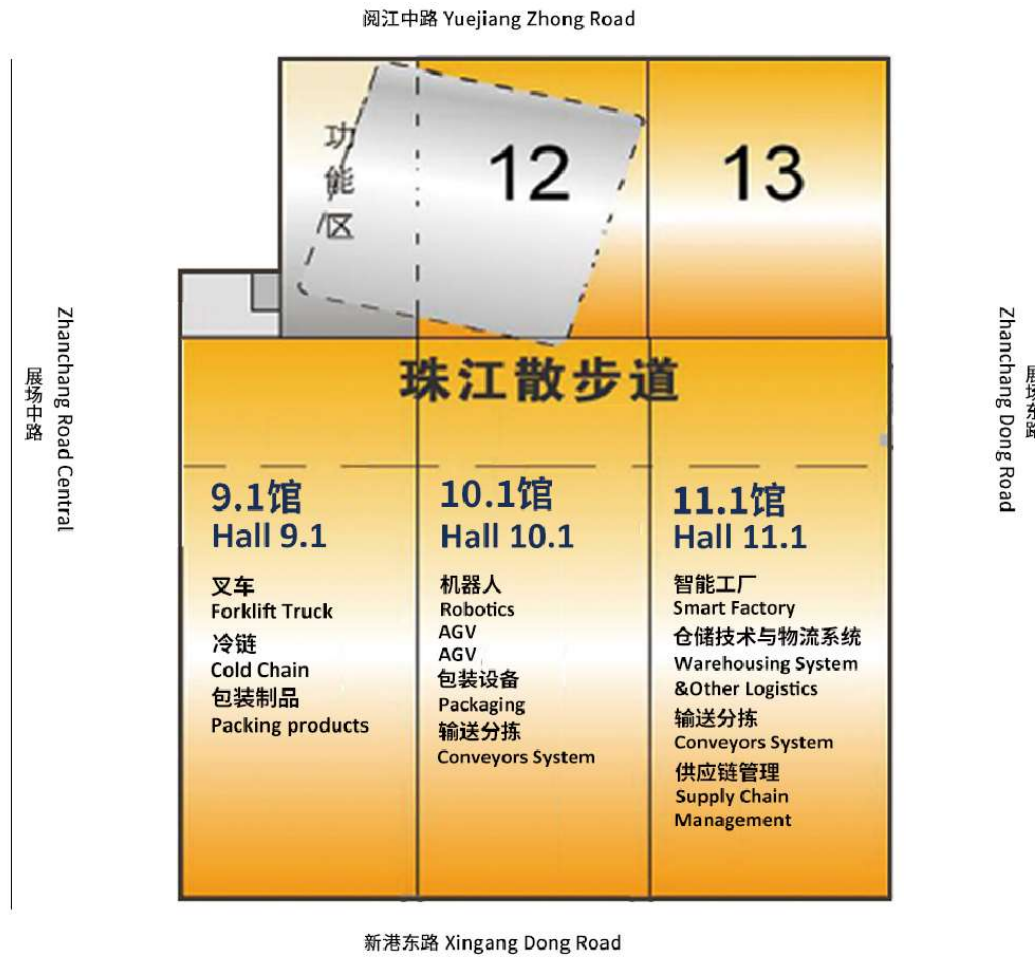 阅江中路 Yuejiang Zhong Road
功能区
12
13
珠江散步道
展场中路
Zhanchang Road Central
展场东路
Zhanchang Dong Road
9.1馆
Hall 9.1
叉车
Forklift Truck
冷链
Cold Chain
包装制品
Packing products
10.1馆
Hall 10.1
机器人
Robotics
AGV
AGV
包装设备
Packaging
输送分拣
Conveyors System
11.1馆
Hall 11.1
智能工厂
Smart Factory
仓储技术与物流系统
Warehousing System
&Other Logistics
输送分拣
Conveyors System
供应链管理
Supply Chain
Management
新港东路 Xingang Dong Road